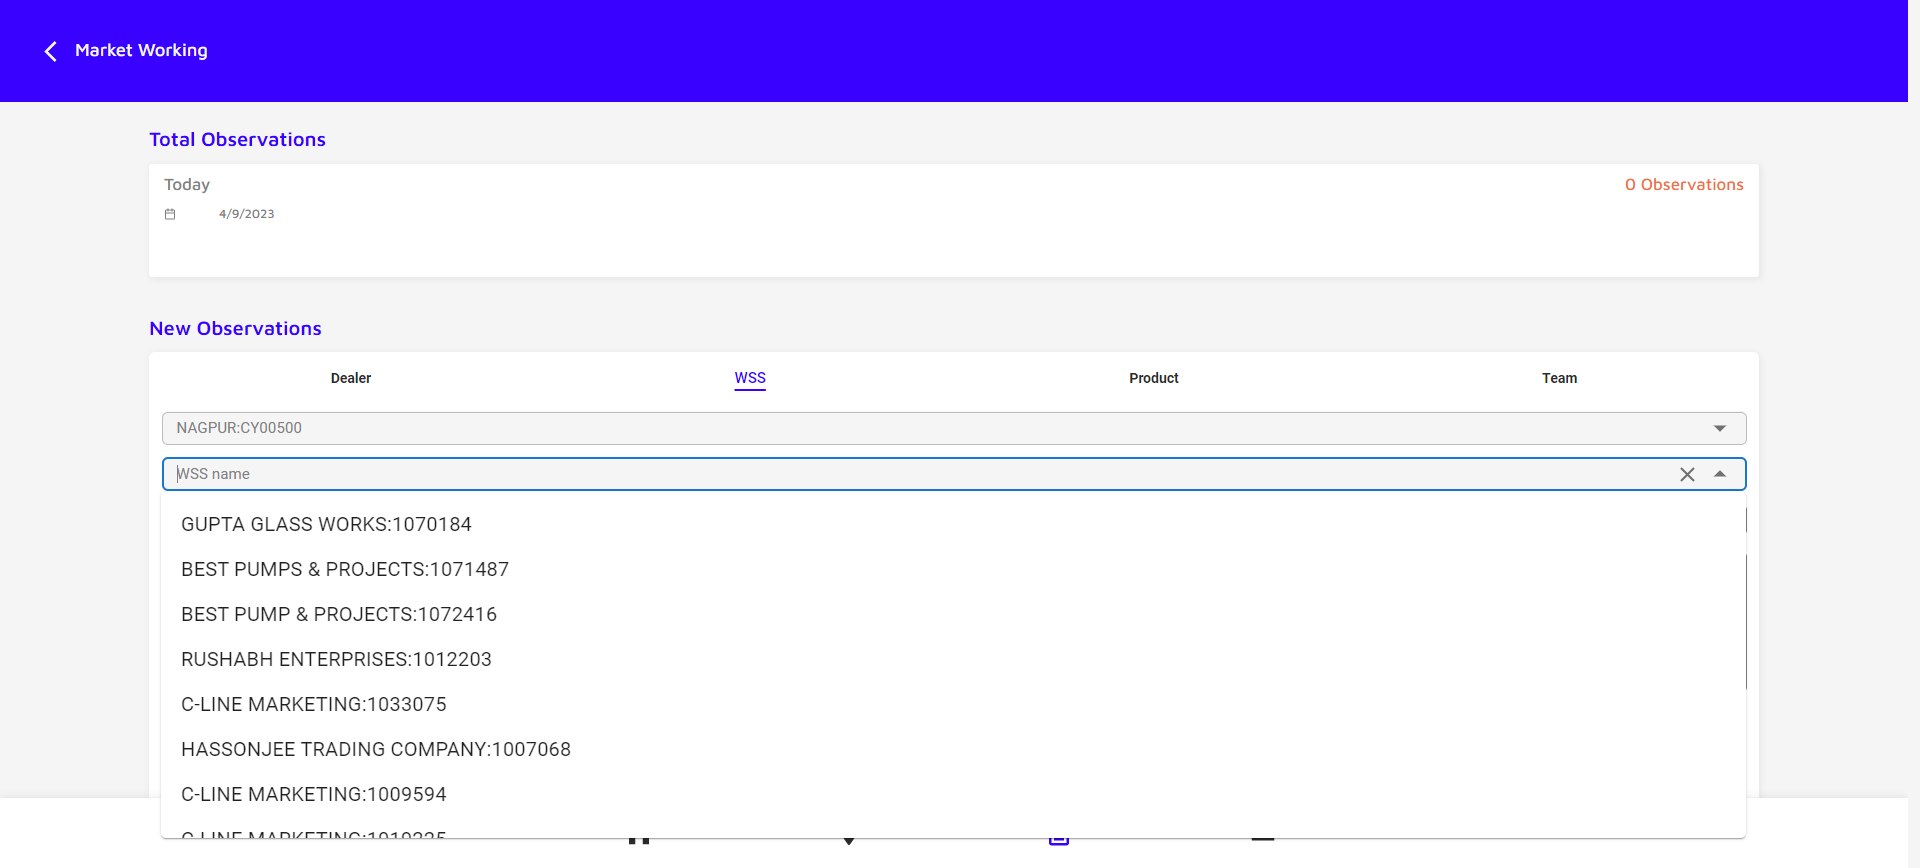 Market Working
Total Observations
Today
0 Observations
4/9/2023
New Observations
Dealer
WSS
Product
Team
NAGPUR:CY00500
WSS name
GUPTA GLASS WORKS:1070184
BEST PUMPS & PROJECTS:1071487
BEST PUMP & PROJECTS:1072416
RUSHABH ENTERPRISES:1012203
C-LINE MARKETING:1033075
HASSONJEE TRADING COMPANY:1007068
C-LINE MARKETING:1009594
C-LINE MARKETING: